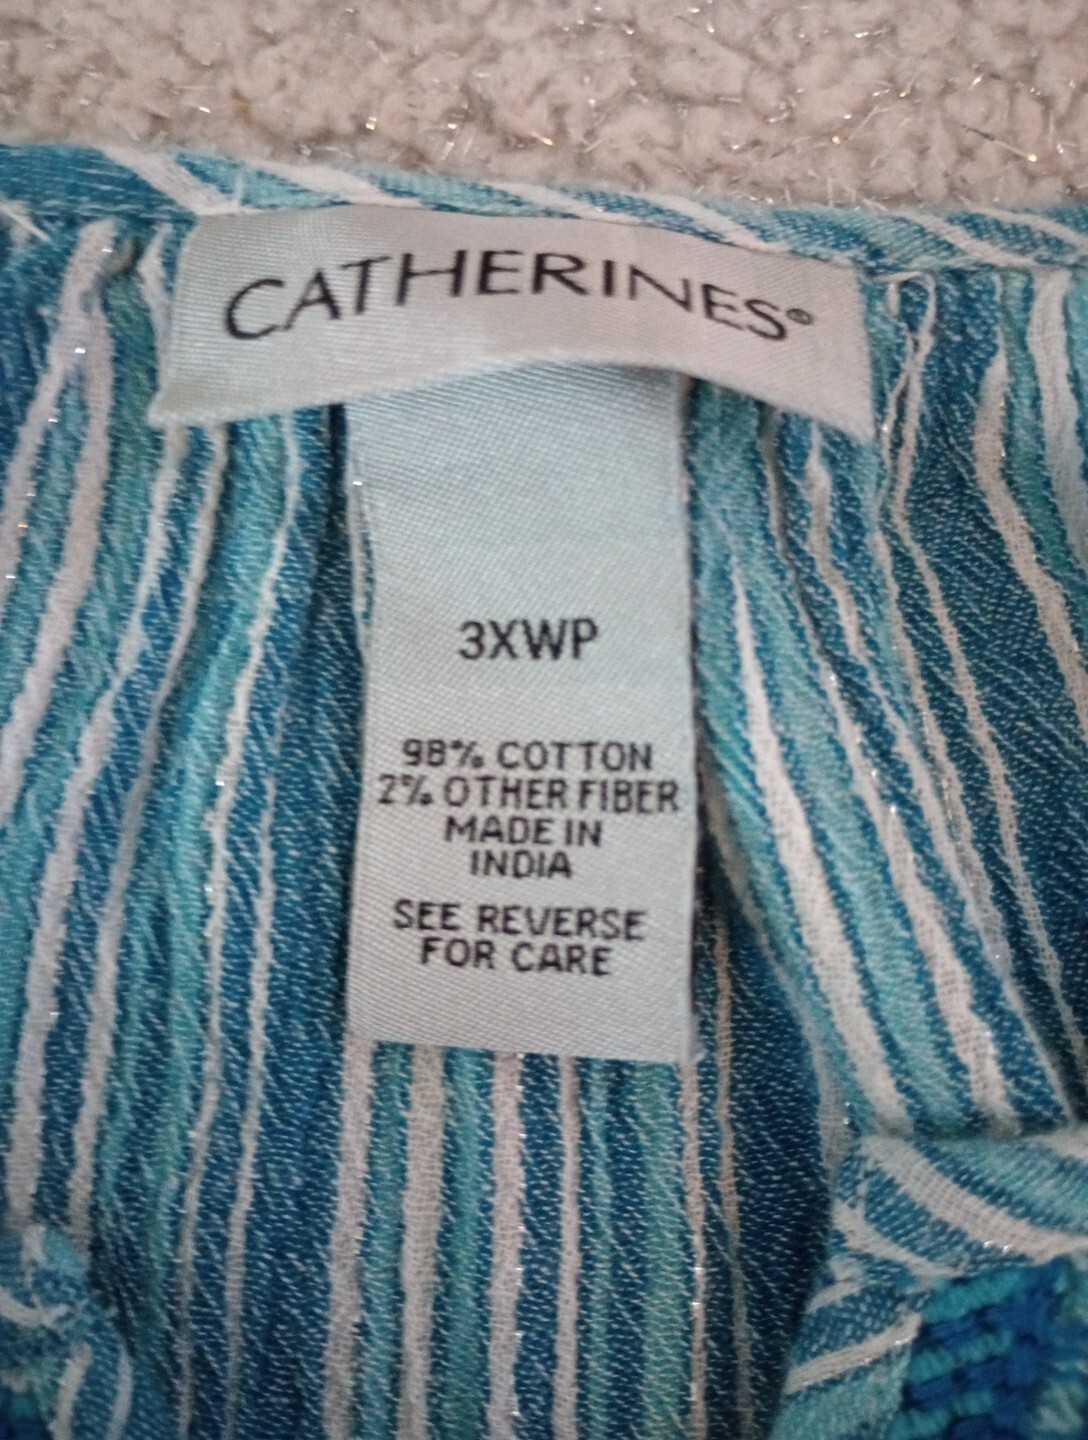 CATHERINES®
3XWP
98% COTTON
2% OTHER FIBER
MADE IN
INDIA
SEE REVERSE
FOR CARE